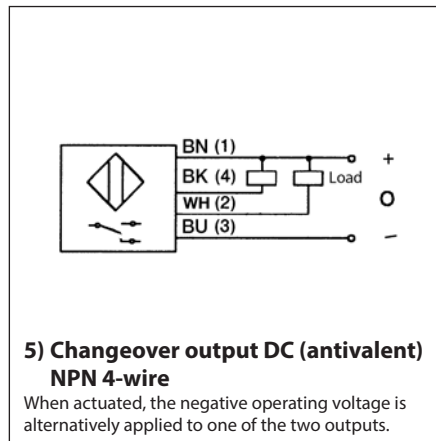 BN (1)
+
BK (4)
Load
WH (2)
O
BU (3)
–
5) Changeover output DC (antivalent)
NPN 4-wire
When actuated, the negative operating voltage is
alternatively applied to one of the two outputs.